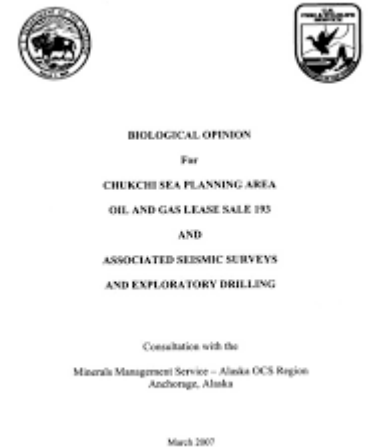 BIOLOGICAL OPINION
For
CHUKCHI SEA PLANNING AREA
OIL AND GAS LEASE SALE 193
AND
ASSOCIATED SEISMIC SURVEYS
AND EXPLORATORY DRILLING
Consultation with the
Minerals Management Service – Alaska OCS Region
Anchorage, Alaska
March 2007